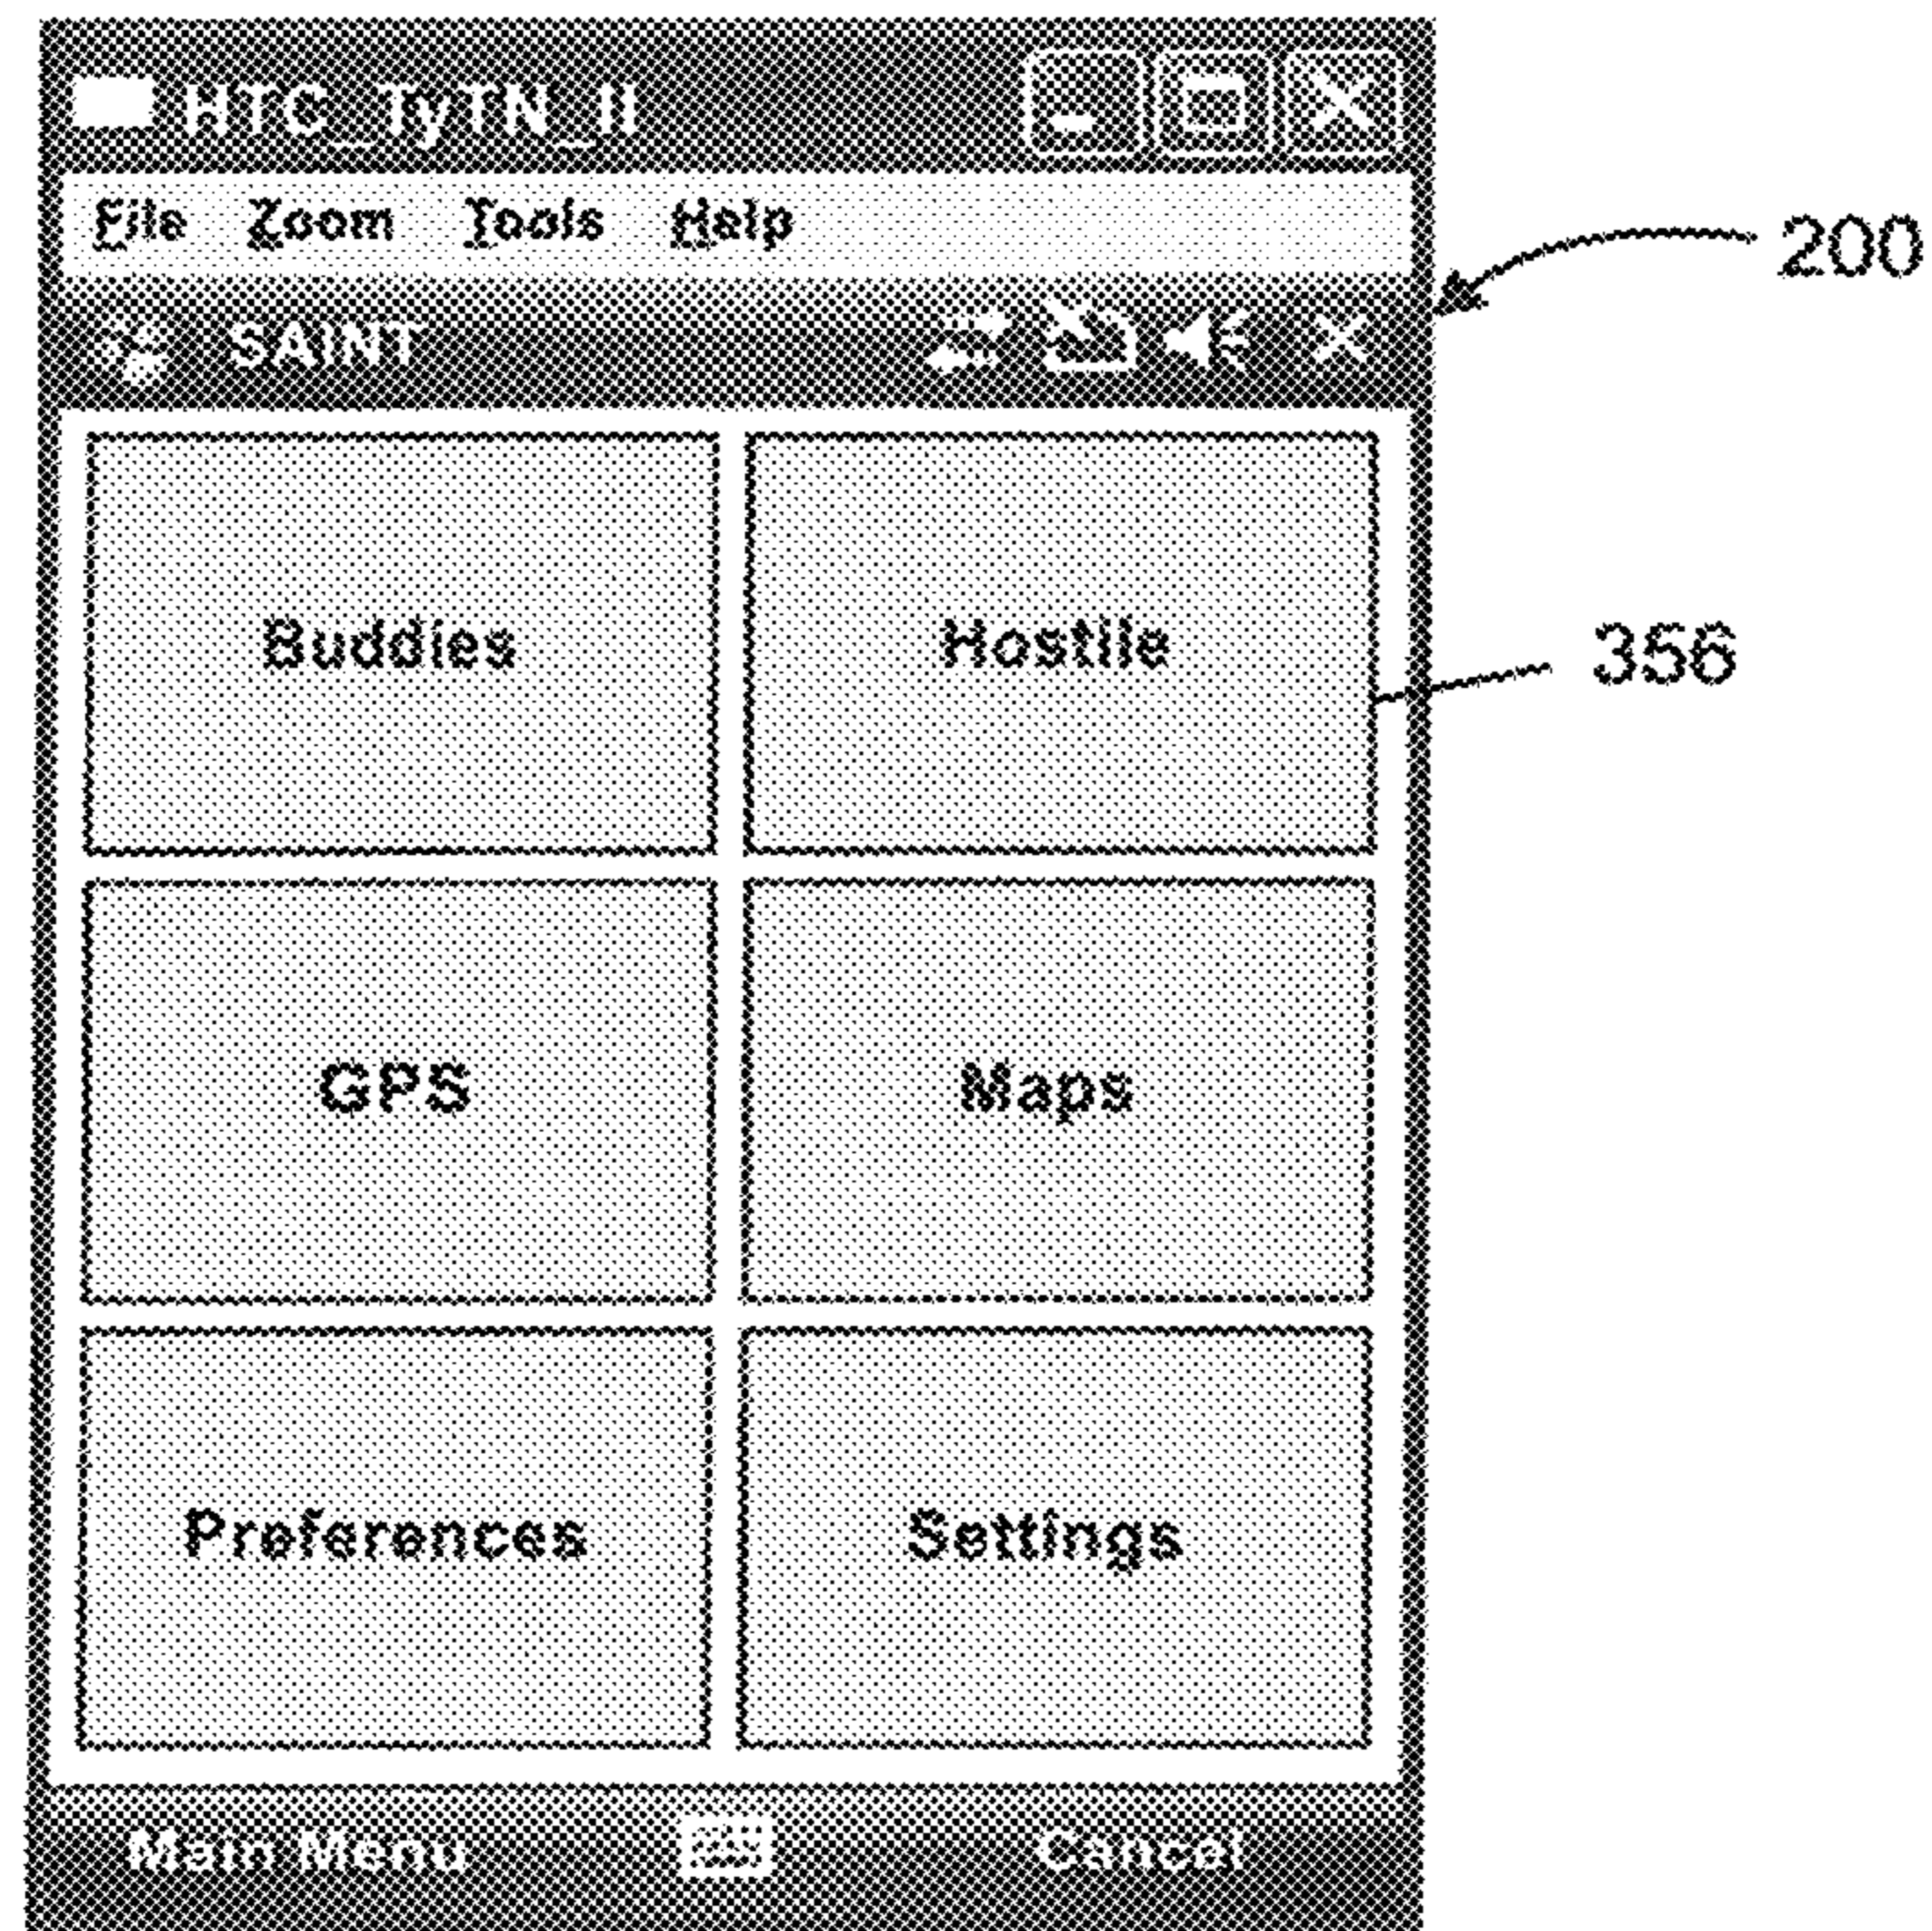 HTC_TyTN_II
File Zoom Tools Help
200
SAINT
Buddies Hostile
356
GPS Maps
Preferences Settings
Main Menu Cancel